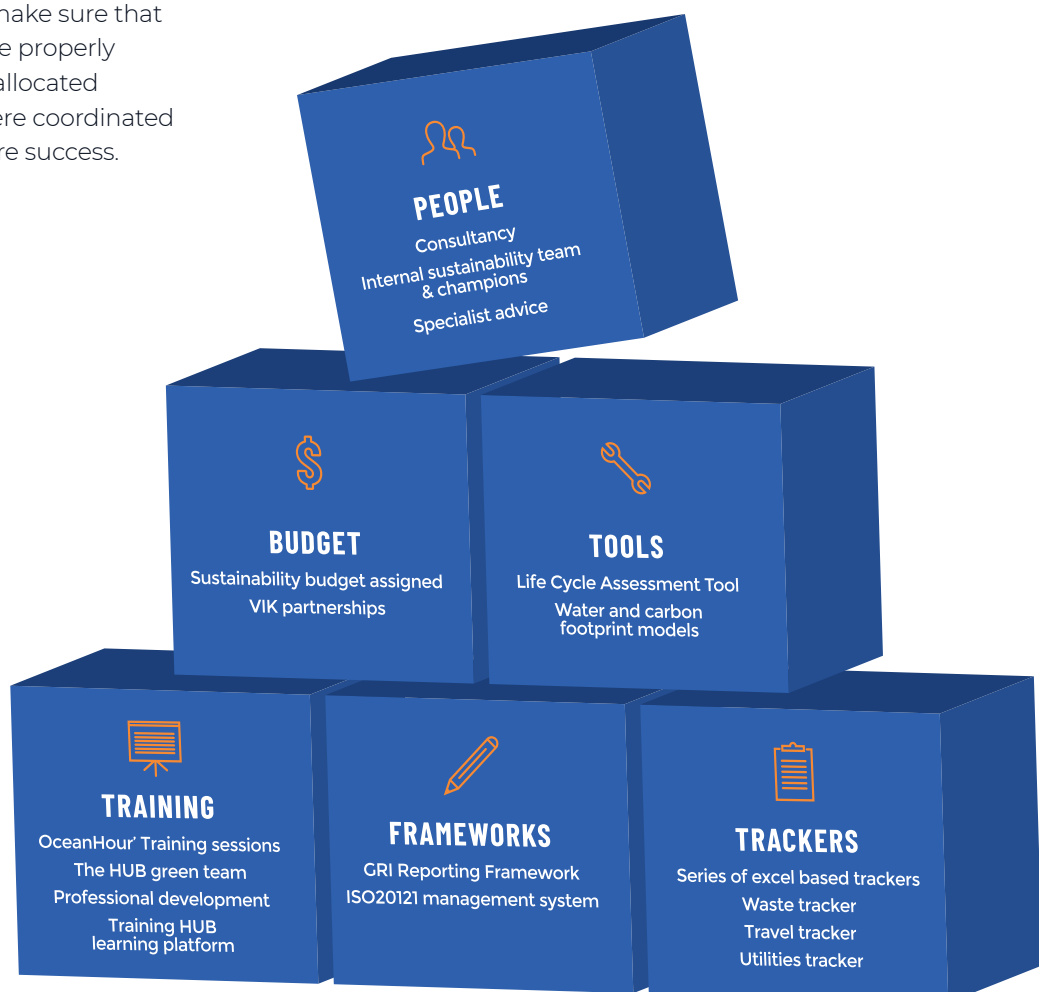 make sure that
e properly
allocated
ere coordinated
re success.
PEOPLE
Consultancy
Internal sustainability team
& champions
Specialist advice
BUDGET
Sustainability budget assigned
VIK partnerships
TOOLS
Life Cycle Assessment Tool
Water and carbon
footprint models
TRAINING
OceanHour’ Training sessions
The HUB green team
Professional development
Training HUB
learning platform
FRAMEWORKS
GRI Reporting Framework
ISO20121 management system
TRACKERS
Series of excel based trackers
Waste tracker
Travel tracker
Utilities tracker